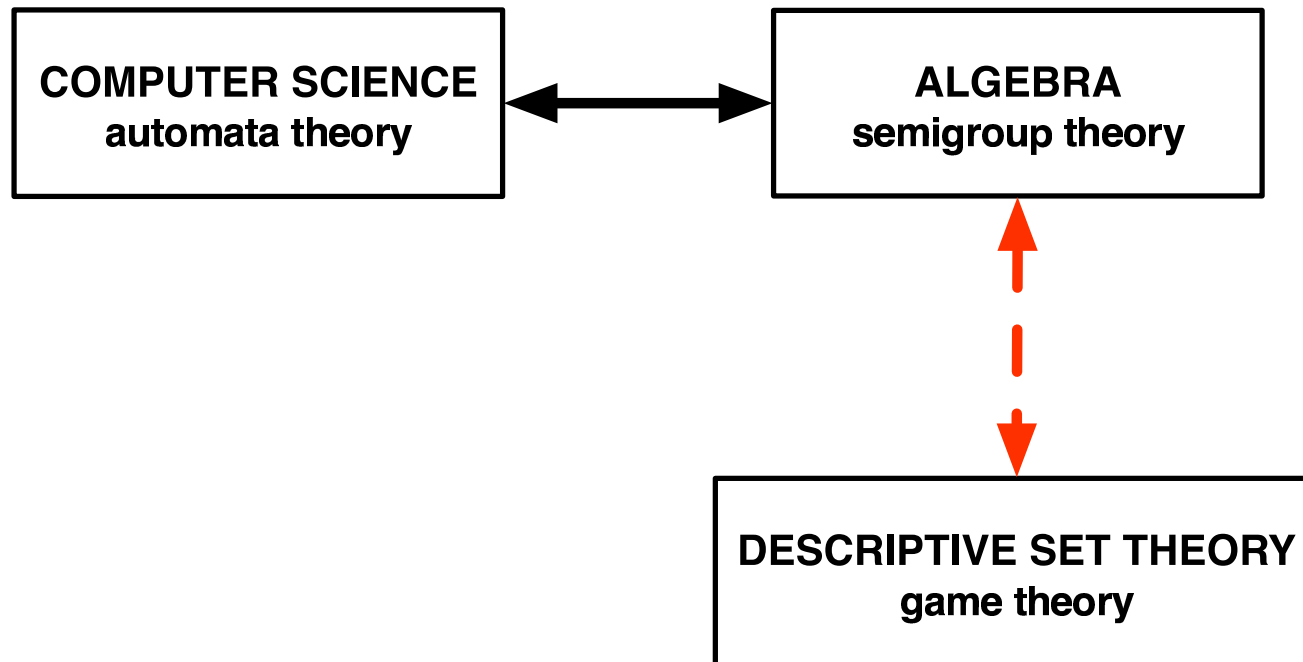 COMPUTER SCIENCE
automata theory
ALGEBRA
semigroup theory
DESCRIPTIVE SET THEORY
game theory